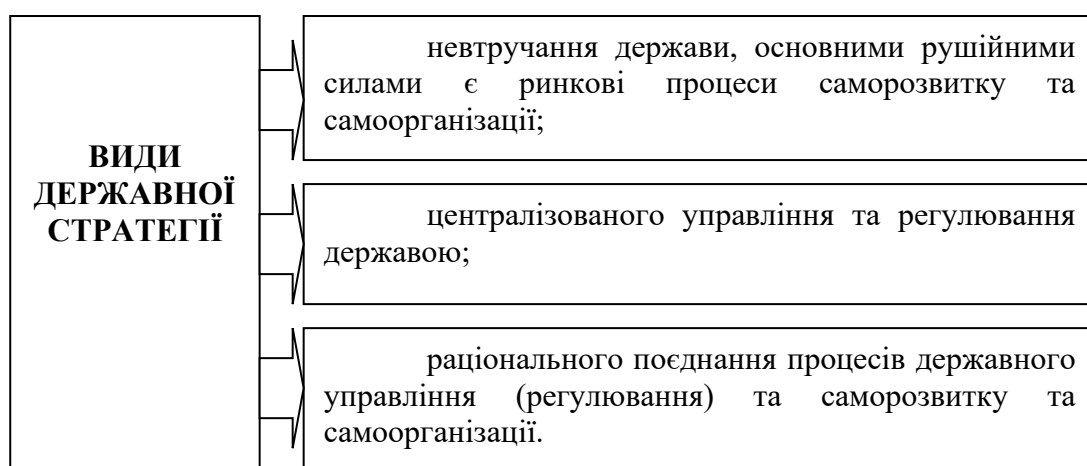 ВИДИ
ДЕРЖАВНОЇ
СТРАТЕГІЇ
невтручання держави, основними рушійними
силами є ринкові процеси саморозвитку та
самоорганізації;
централізованого управління та регулювання
державою;
раціонального поєднання процесів державного
управління (регулювання) та саморозвитку та
самоорганізації.